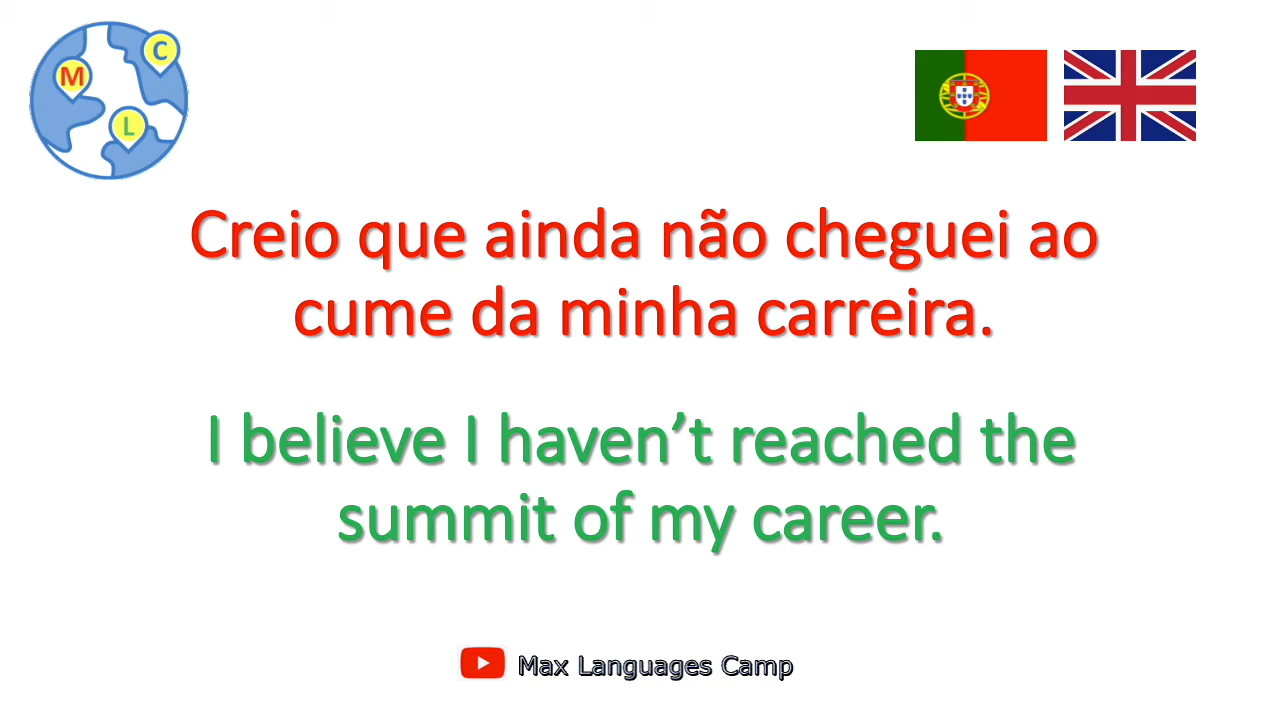 C
M
L
Creio que ainda não cheguei ao
cume da minha carreira.
I believe I haven’t reached the
summit of my career.
Max Languages Camp